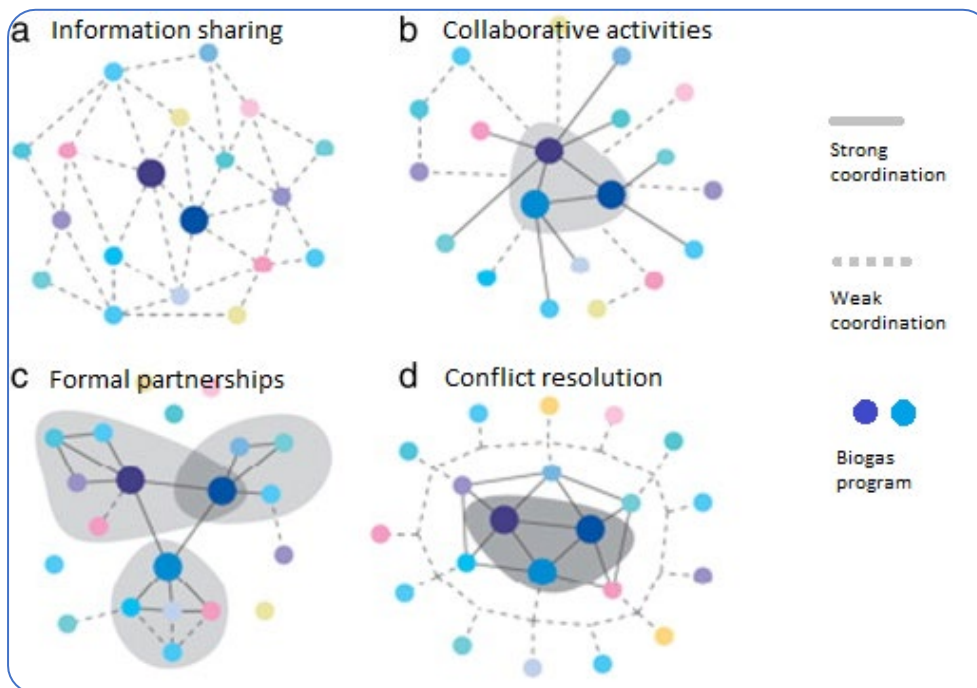 a Information sharing
b Collaborative activities
Strong
coordination
Weak
coordination
c Formal partnerships
d Conflict resolution
Biogas
program